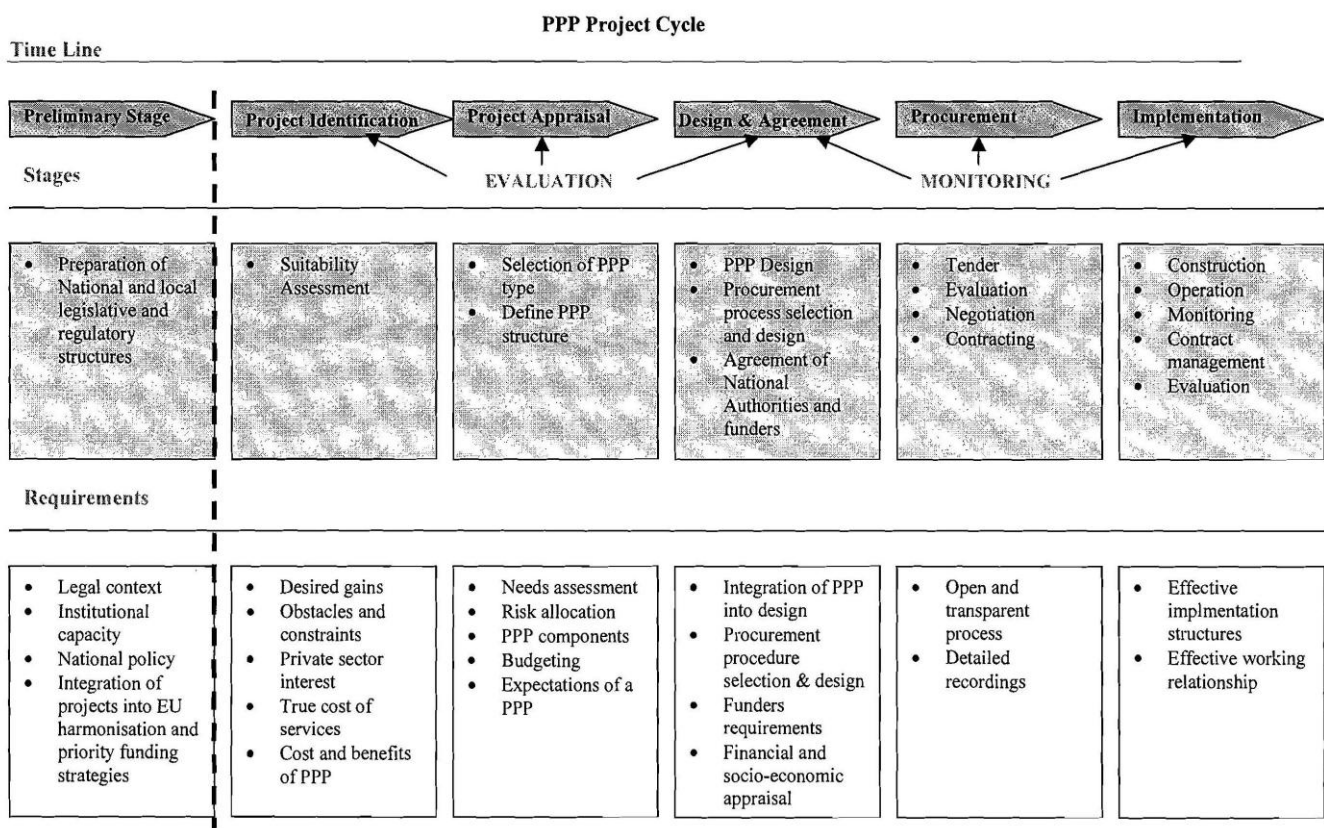 PPP Project Cycle
Time Line
Preliminary Stage
Project Identification
Project Appraisal
Design & Agreement
Procurement
Implementation
Stages
EVALUATION
MONITORING
• Preparation of
National and local
legislative and
regulatory
structures
• Suitability
Assessment
• Selection of PPP
type
• Define PPP
structure
• PPP Design
• Procurement
process selection
and design
• Agreement of
National
Authorities and
funders
• Tender
• Evaluation
• Negotiation
• Contracting
• Construction
• Operation
• Monitoring
• Contract
management
• Evaluation
Requirements
• Legal context
• Institutional
capacity
• National policy
• Integration of
projects into EU
harmonisation and
priority funding
strategies
• Desired gains
• Obstacles and
constraints
• Private sector
interest
• True cost of
services
• Cost and benefits
of PPP
• Needs assessment
• Risk allocation
• PPP components
• Budgeting
• Expectations of a
PPP
• Integration of PPP
into design
• Procurement
procedure
selection & design
• Funders
requirements
• Financial and
socio-economic
appraisal
• Open and
transparent
process
• Detailed
recordings
• Effective
implmentation
structures
• Effective working
relationship